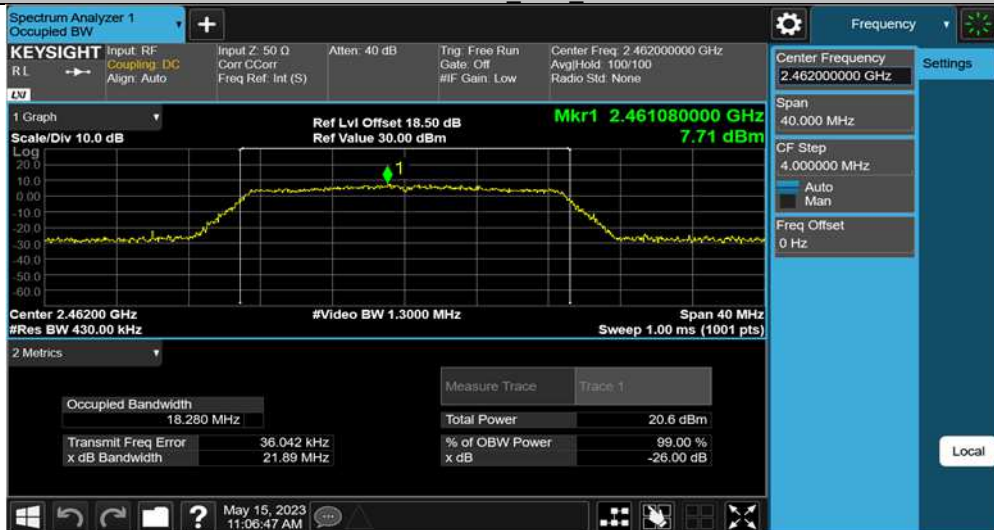 Spectrum Analyzer 1
Occupied BW
+
Frequency
KEYSIGHT
RL
LXI
Input: RF
Coupling: DC
Align: Auto
Input Z: 50 Ω
Corr CCorr
Freq Ref: Int (S)
Atten: 40 dB
Trig: Free Run
Gate: Off
#IF Gain: Low
Center Freq: 2.462000000 GHz
Avg|Hold: 100/100
Radio Std: None
Center Frequency
2.462000000 GHz
Settings
Span
40.000 MHz
CF Step
4.000000 MHz
Auto
Man
Freq Offset
0 Hz
Local
1 Graph
Scale/Div 10.0 dB
Ref Lvl Offset 18.50 dB
Ref Value 30.00 dBm
Mkr1 2.461080000 GHz
7.71 dBm
Log
20.0
10.0
0.00
-10.0
-20.0
-30.0
-40.0
-50.0
-60.0
1
Center 2.46200 GHz
#Res BW 430.00 kHz
#Video BW 1.3000 MHz
Span 40 MHz
Sweep 1.00 ms (1001 pts)
2 Metrics
Measure Trace Trace 1
Occupied Bandwidth
18.280 MHz
Total Power 20.6 dBm
Transmit Freq Error 36.042 kHz
% of OBW Power 99.00 %
x dB Bandwidth 21.89 MHz
x dB -26.00 dB
?
May 15, 2023
11:06:47 AM